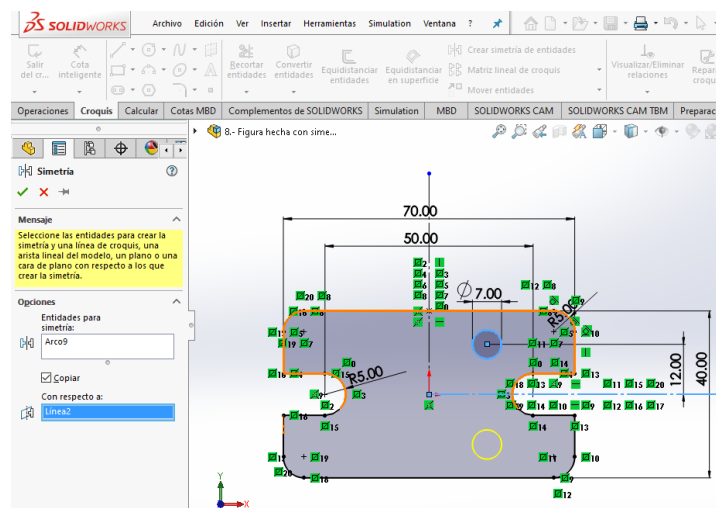 SOLIDWORKS
Archivo Edición Ver Insertar Herramientas Simulation Ventana ?
Salir del cr...
Cota inteligente
Recortar entidades
Convertir entidades
Equidistanciar entidades
Equidistanciar en superficie
Crear simetría de entidades
Matriz lineal de croquis
Mover entidades
Visualizar/Eliminar relaciones
Repara
croqu
Operaciones Croquis Calcular Cotas MBD Complementos de SOLIDWORKS Simulation MBD SOLIDWORKS CAM SOLIDWORKS CAM TBM Preparac
8.- Figura hecha con sime...
Simetría
Mensaje
Seleccione las entidades para crear la
simetría y una línea de croquis, una
arista lineal del modelo, un plano o una
cara de plano con respecto a los que
crear la simetría.
Opciones
Entidades para
simetría:
Arco9
Copiar
Con respecto a:
Línea2
70.00
50.00
∅7.00
R5.00
R5.00
12.00
40.00
Y
X